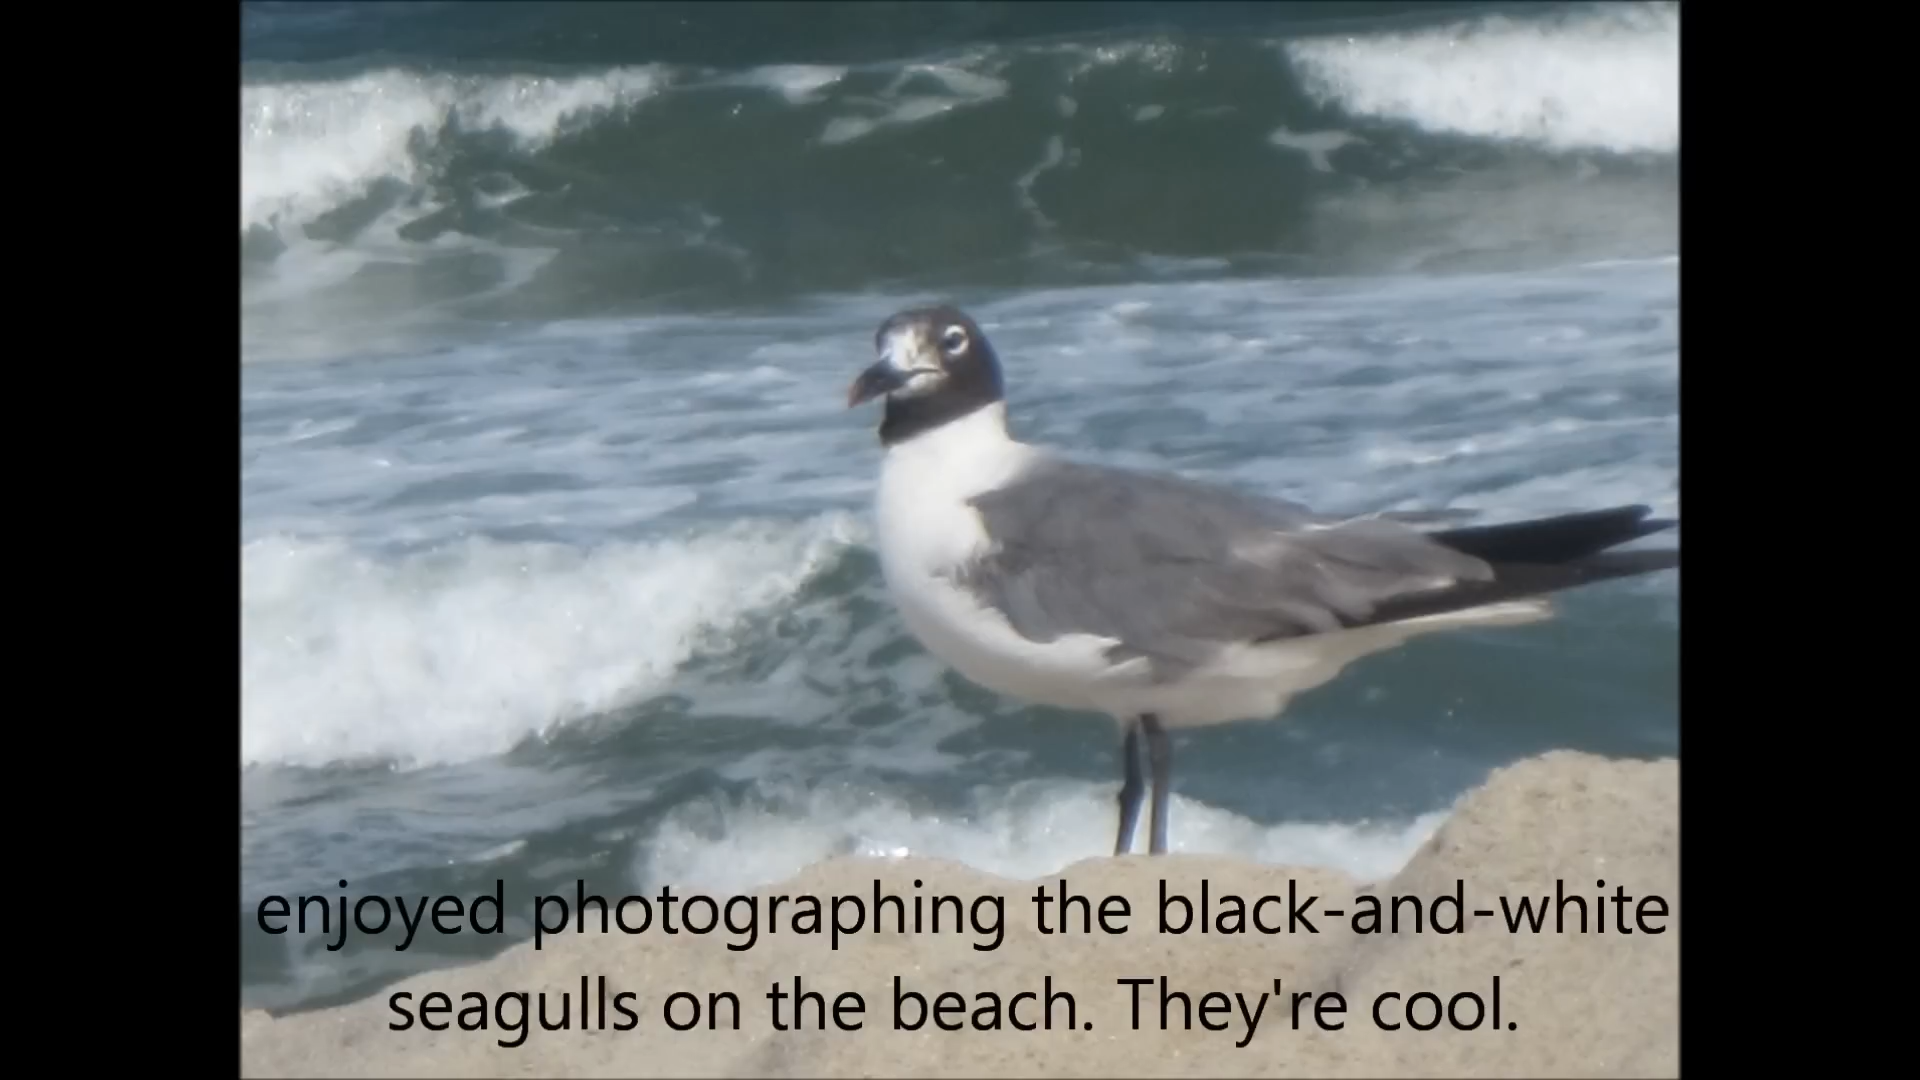 enjoyed photographing the black-and-white
seagulls on the beach. They're cool.